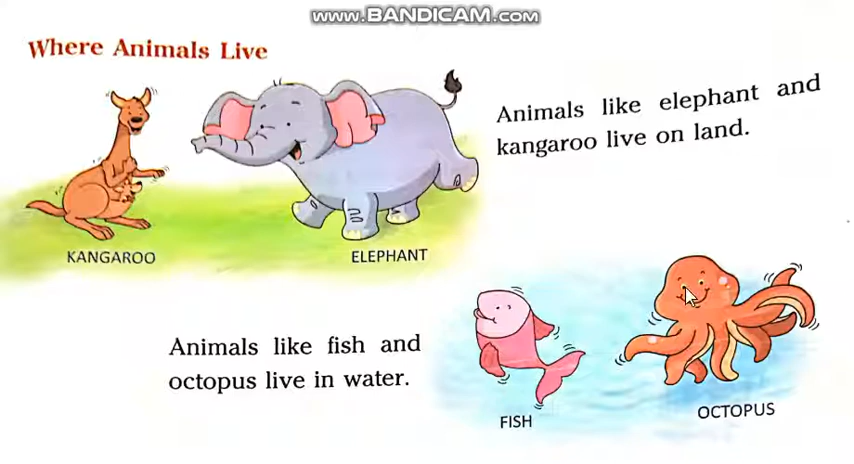 www.BANDICAM.com
Where Animals Live
Animals like elephant and
kangaroo live on land.
KANGAROO
ELEPHANT
Animals like fish and
octopus live in water.
FISH
OCTOPUS